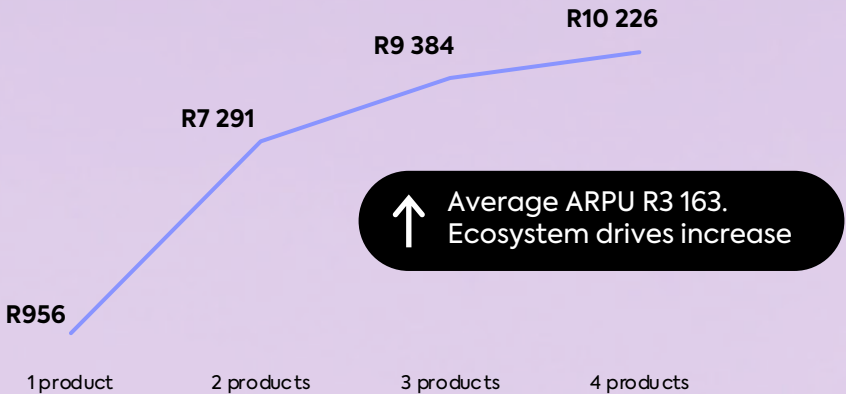 R10 226
R9 384
R7 291
Average ARPU R3 163.
Ecosystem drives increase
R956
1 product
2 products
3 products
4 products